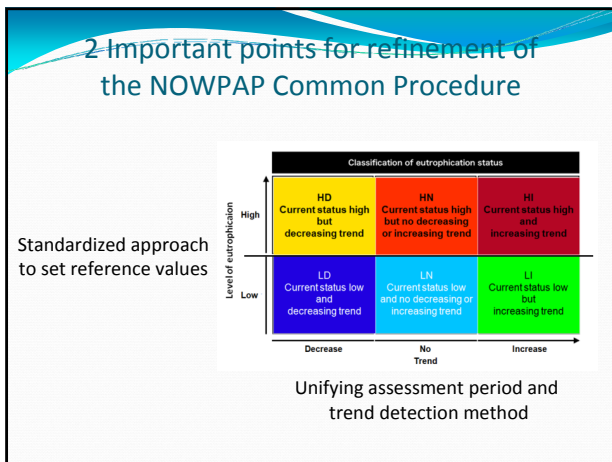 2 Important points for refinement of
the NOWPAP Common Procedure
Standardized approach
to set reference values
Classification of eutrophication status
Level of eutrophicaion
High
HD
Current status high
but
decreasing trend
HN
Current status high
but no decreasing
or increasing trend
HI
Current status high
and
increasing trend
Low
LD
Current status low
and
decreasing trend
LN
Current status low
and no decreasing or
increasing trend
LI
Current status low
but
increasing trend
Decrease
No
Trend
Increase
Unifying assessment period and
trend detection method